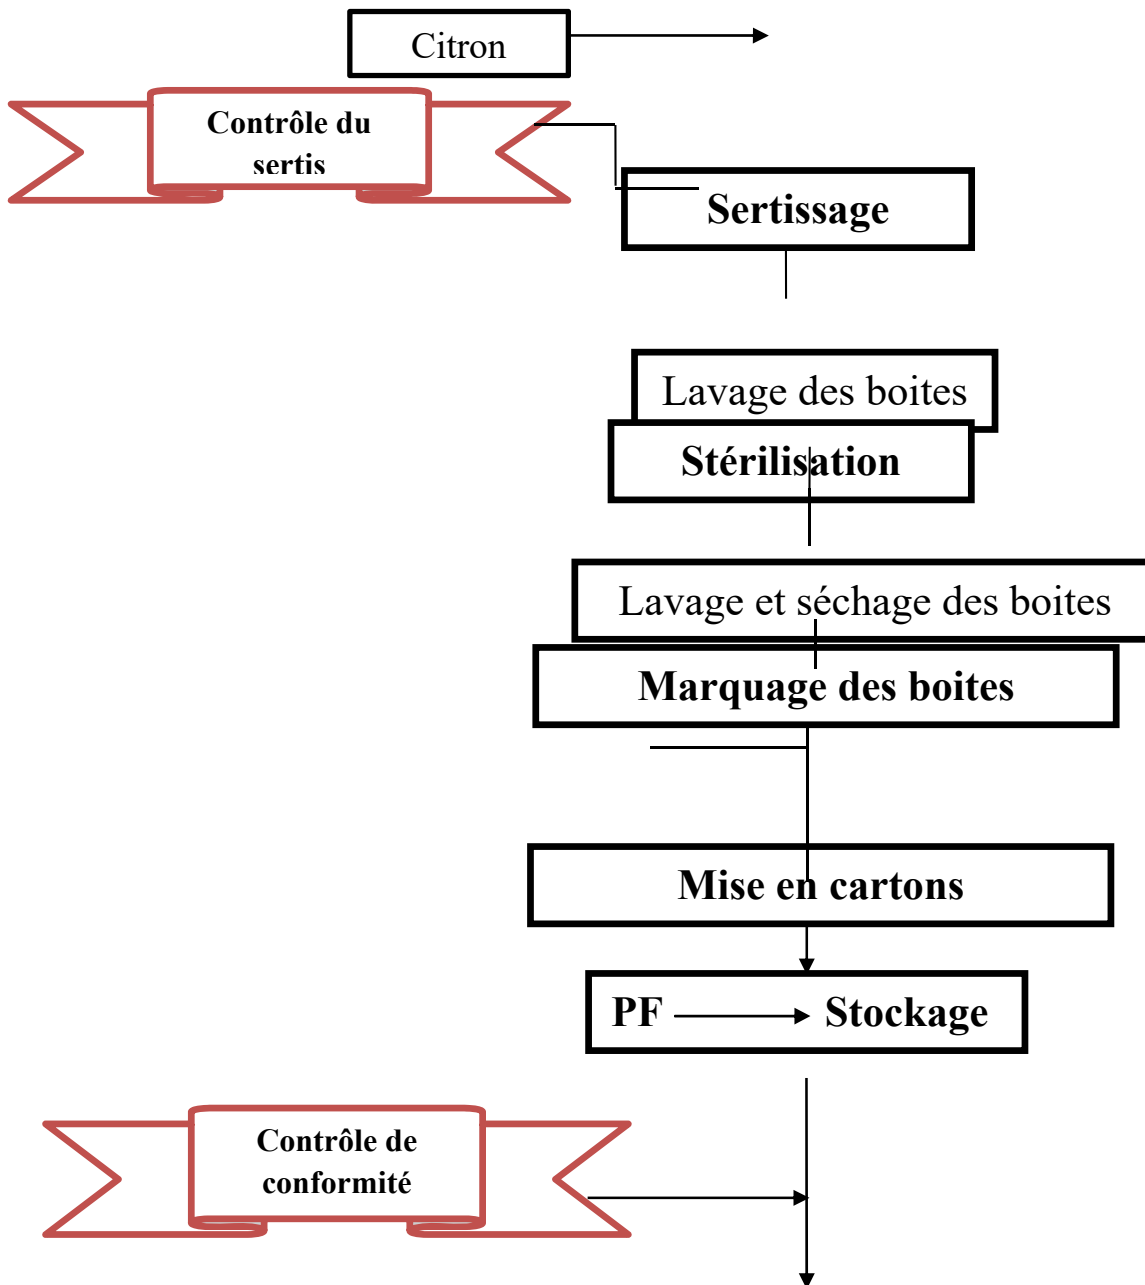 Citron
Contrôle du
sertis
Sertissage
Lavage des boites
Stérilisation
Lavage et séchage des boites
Marquage des boites
Mise en cartons
PF Stockage
Contrôle de
conformité